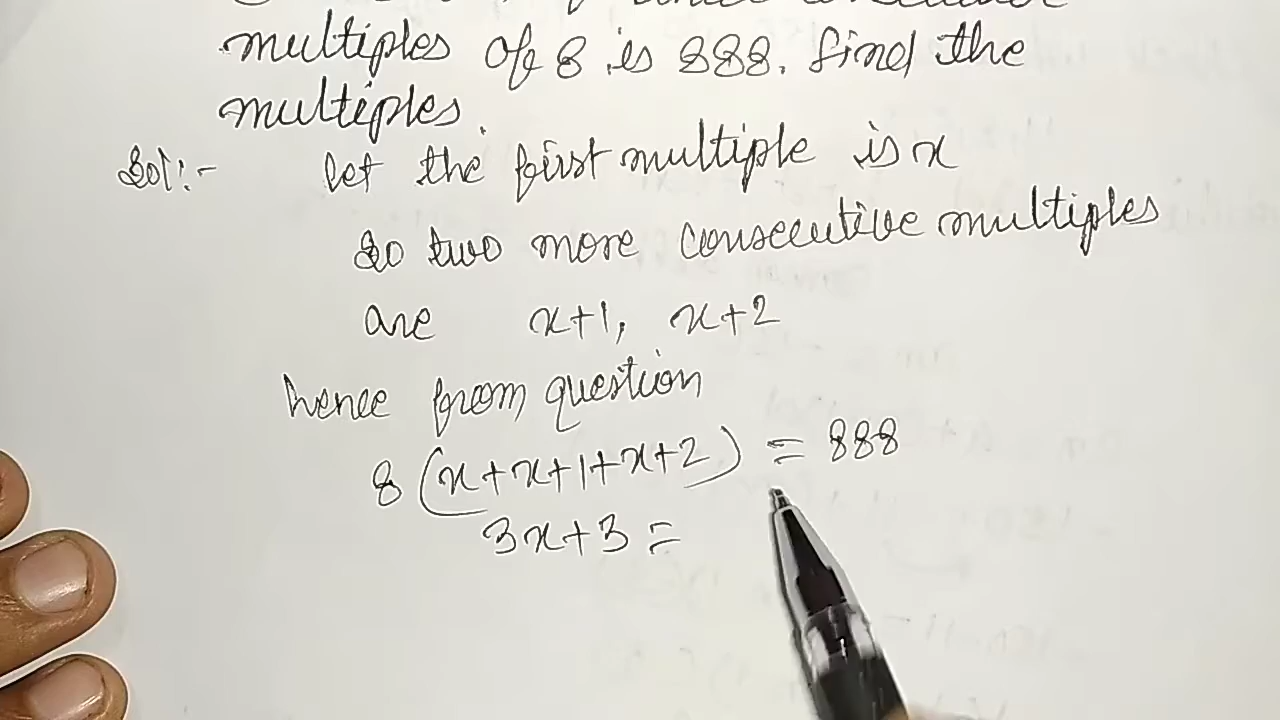 multiples of 8 is 888. find the
multiples.
Sol:- let the first multiple is x
So two more consecutive multiples
are x+1, x+2
hence from question
8(x+x+1+x+2) = 888
3x+3 =